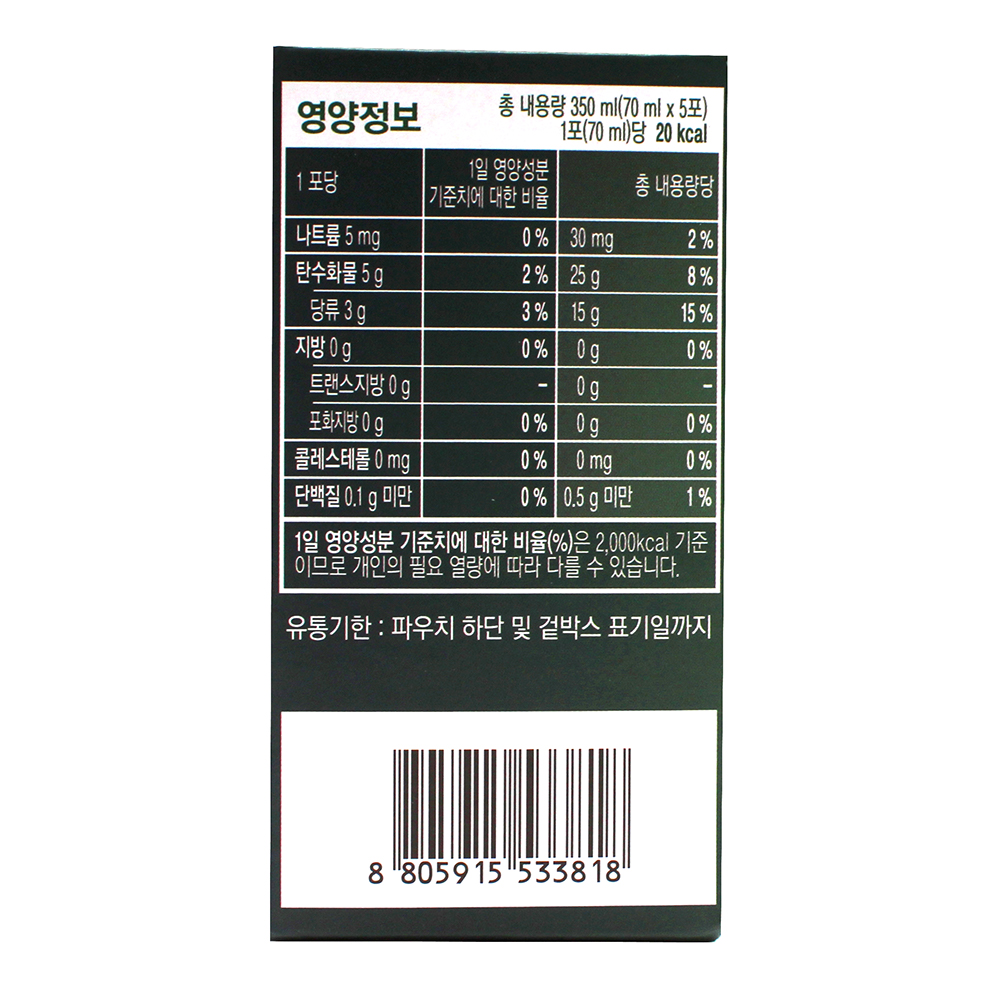 영양정보
총 내용량 350 ml(70 ml x 5포)
1포(70 ml)당 20 kcal
1 포당 1일 영양성분 기준치에 대한 비율 총 내용량당
나트륨 5 mg 0 % 30 mg 2 %
탄수화물 5 g 2 % 25 g 8 %
당류 3 g 3 % 15 g 15 %
지방 0 g 0 % 0 g 0 %
트랜스지방 0 g – 0 g –
포화지방 0 g 0 % 0 g 0 %
콜레스테롤 0 mg 0 % 0 mg 0 %
단백질 0.1 g 미만 0 % 0.5 g 미만 1 %
1일 영양성분 기준치에 대한 비율(%)은 2,000kcal 기준
이므로 개인의 필요 열량에 따라 다를 수 있습니다.
유통기한 : 파우치 하단 및 겉박스 표기일까지
8 805915 533818